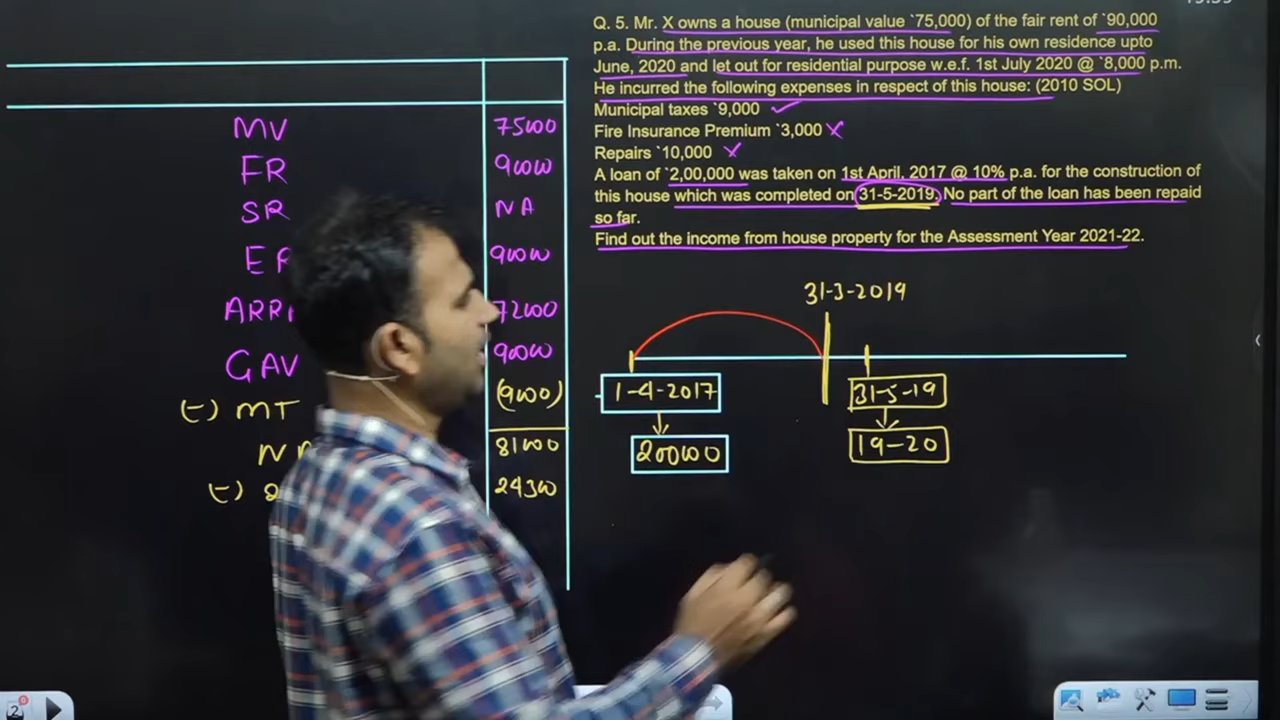 Q. 5. Mr. X owns a house (municipal value `75,000) of the fair rent of `90,000
p.a. During the previous year, he used this house for his own residence upto
June, 2020 and let out for residential purpose w.e.f. 1st July 2020 @ `8,000 p.m.
He incurred the following expenses in respect of this house: (2010 SOL)
Municipal taxes `9,000
Fire Insurance Premium `3,000
Repairs `10,000
A loan of `2,00,000 was taken on 1st April, 2017 @ 10% p.a. for the construction
of this house which was completed on 31-5-2019. No part of the loan has been repaid
so far.
Find out the income from house property for the Assessment Year 2021-22.
MV 75000
FR 90000
SR NA
90000
72000
GAV 90000
(-) MT (9000)
81000
(-) 24300
31-3-2019
1-4-2017
200000
31-5-19
19-20